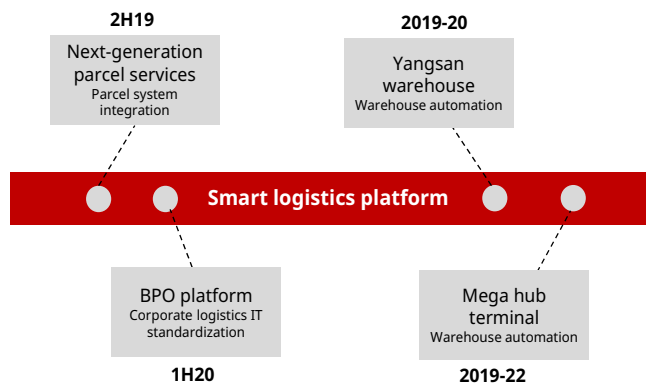 2H19
Next-generation
parcel services
Parcel system
integration
2019-20
Yangsan
warehouse
Warehouse automation
Smart logistics platform
BPO platform
Corporate logistics IT
standardization
1H20
Mega hub
terminal
Warehouse automation
2019-22